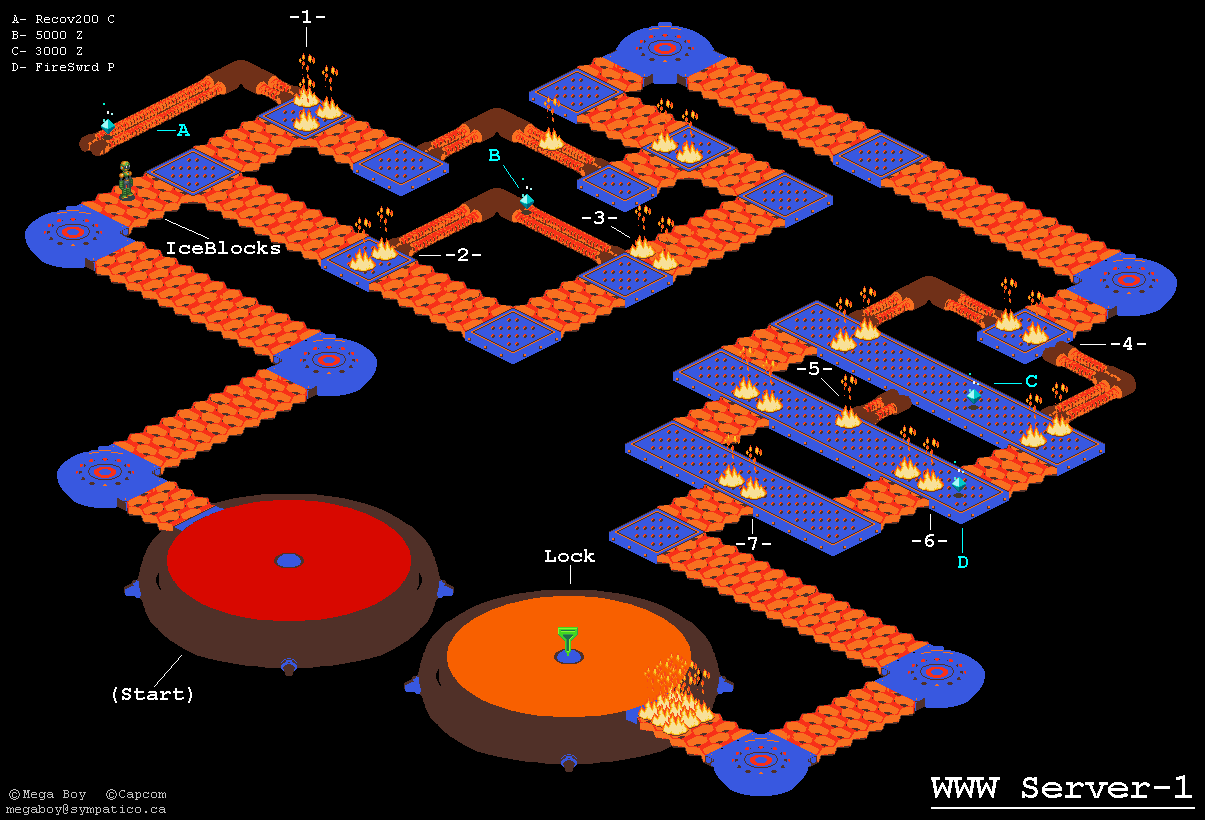 A- Recov200 C
B- 5000 Z
C- 3000 Z
D- FireSwrd P
-1-
A
B
IceBlocks
-2-
-3-
-4-
C
-5-
-6-
-7-
D
Lock
(Start)
WWW Server-1
©Mega Boy ©Capcom
megaboy@sympatico.ca